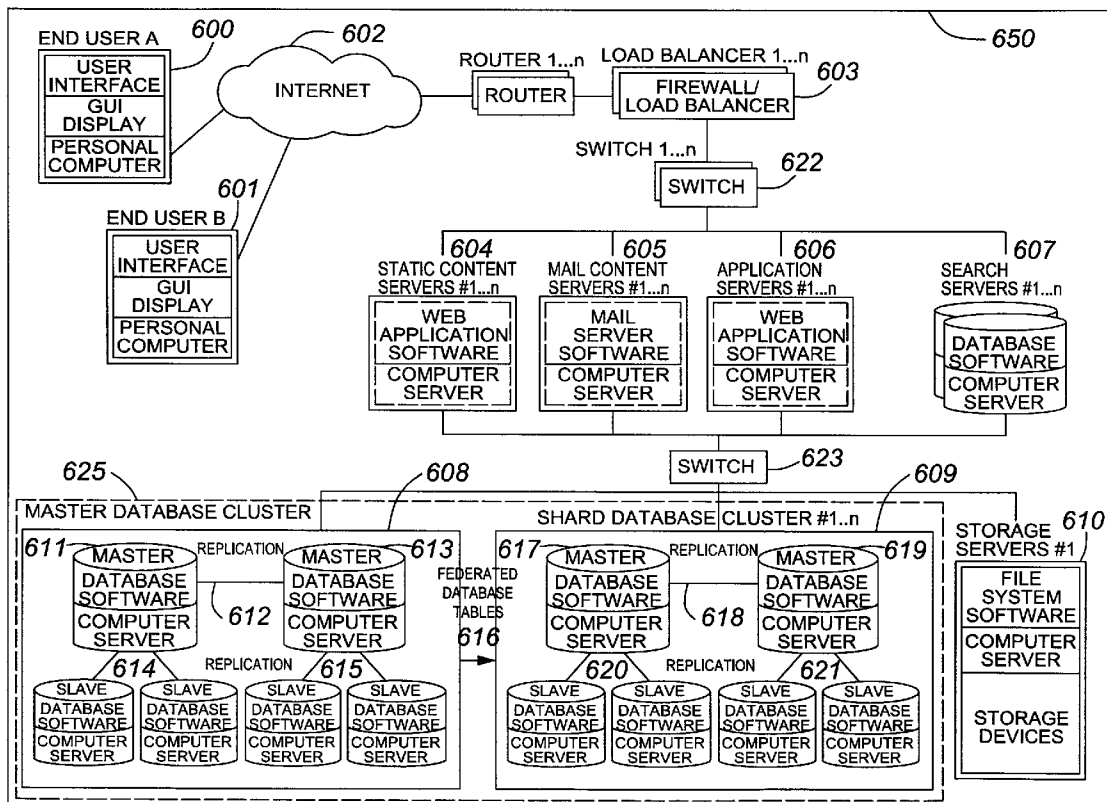 650
END USER A
600
USER
INTERFACE
GUI
DISPLAY
PERSONAL
COMPUTER
602
INTERNET
ROUTER 1...n
ROUTER
LOAD BALANCER 1...n
603
FIREWALL/
LOAD BALANCER
SWITCH 1...n
SWITCH
622
END USER B
601
USER
INTERFACE
GUI
DISPLAY
PERSONAL
COMPUTER
604
STATIC CONTENT
SERVERS #1...n
WEB
APPLICATION
SOFTWARE
COMPUTER
SERVER
605
MAIL CONTENT
SERVERS #1...n
MAIL
SERVER
SOFTWARE
COMPUTER
SERVER
606
APPLICATION
SERVERS #1...n
WEB
APPLICATION
SOFTWARE
COMPUTER
SERVER
607
SEARCH
SERVERS #1...n
DATABASE
SOFTWARE
COMPUTER
SERVER
SWITCH
623
625
MASTER DATABASE CLUSTER
608
611
MASTER
DATABASE
SOFTWARE
COMPUTER
SERVER
REPLICATION
612
MASTER
613
DATABASE
SOFTWARE
COMPUTER
SERVER
614
REPLICATION
615
SLAVE
DATABASE
SOFTWARE
COMPUTER
SERVER
SLAVE
DATABASE
SOFTWARE
COMPUTER
SERVER
SLAVE
DATABASE
SOFTWARE
COMPUTER
SERVER
SLAVE
DATABASE
SOFTWARE
COMPUTER
SERVER
FEDERATED
DATABASE
TABLES
616
SHARD DATABASE CLUSTER #1..n
609
617
MASTER
DATABASE
SOFTWARE
COMPUTER
SERVER
REPLICATION
618
MASTER
619
DATABASE
SOFTWARE
COMPUTER
SERVER
620
REPLICATION
621
SLAVE
DATABASE
SOFTWARE
COMPUTER
SERVER
SLAVE
DATABASE
SOFTWARE
COMPUTER
SERVER
SLAVE
DATABASE
SOFTWARE
COMPUTER
SERVER
SLAVE
DATABASE
SOFTWARE
COMPUTER
SERVER
STORAGE
SERVERS #1
610
FILE
SYSTEM
SOFTWARE
COMPUTER
SERVER
STORAGE
DEVICES